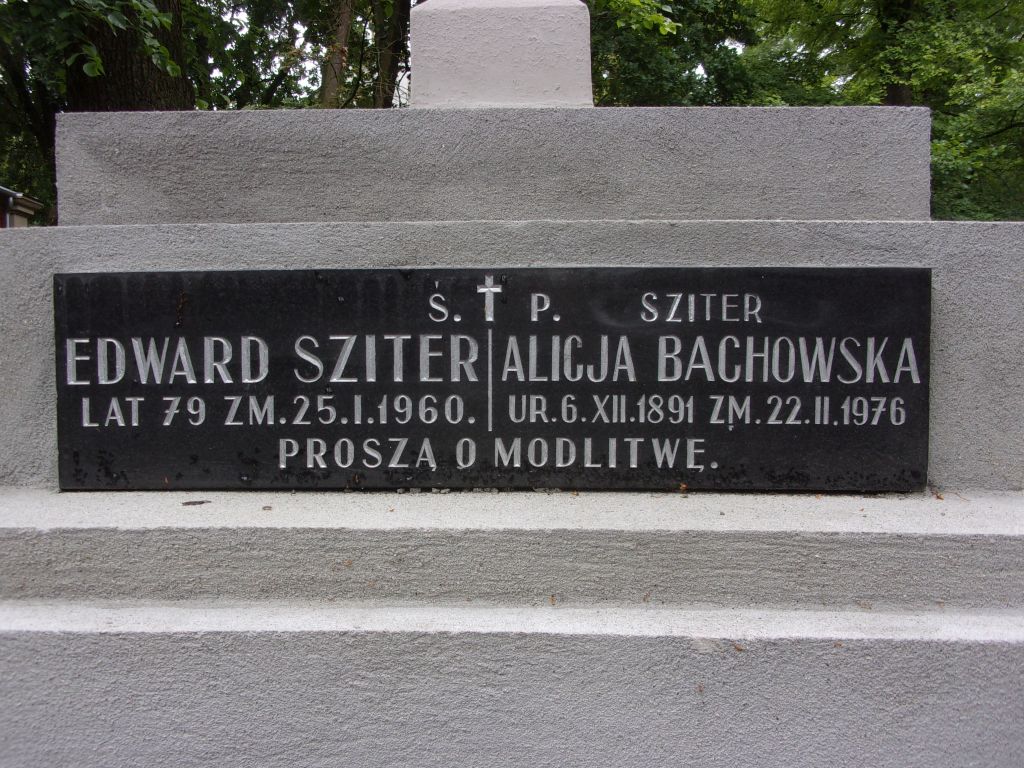 Ś. P. SZITER
EDWARD SZITER ALICJA BACHOWSKA
LAT 79 ZM.25.I.1960. UR.6.XII.1891 ZM.22.II.1976
PROSZA O MODLITWĘ.